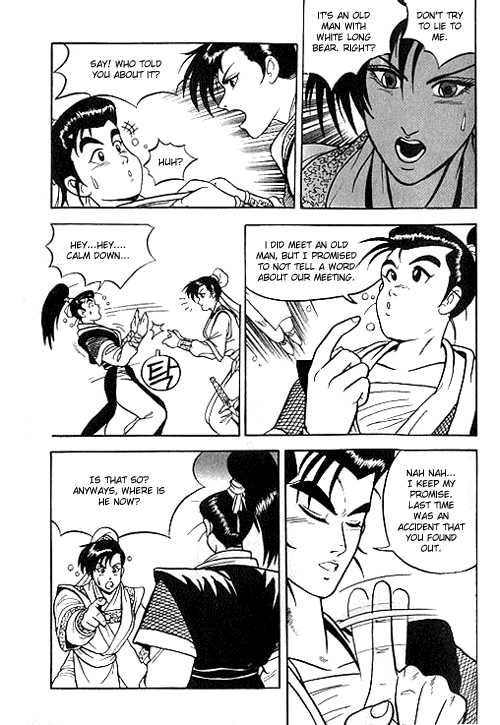 SAY! WHO TOLD
YOU ABOUT IT?
HUH?
IT'S AN OLD
MAN WITH
WHITE LONG
BEAR. RIGHT?
DON'T TRY
TO LIE TO
ME.
HEY...HEY....
CALM DOWN...
탁
I DID MEET AN OLD
MAN, BUT I PROMISED
TO NOT TELL A WORD
ABOUT OUR MEETING.
IS THAT SO?
ANYWAYS, WHERE IS
HE NOW?
NAH NAH...
I KEEP MY
PROMISE.
LAST TIME
WAS AN
ACCIDENT THAT
YOU FOUND
OUT.